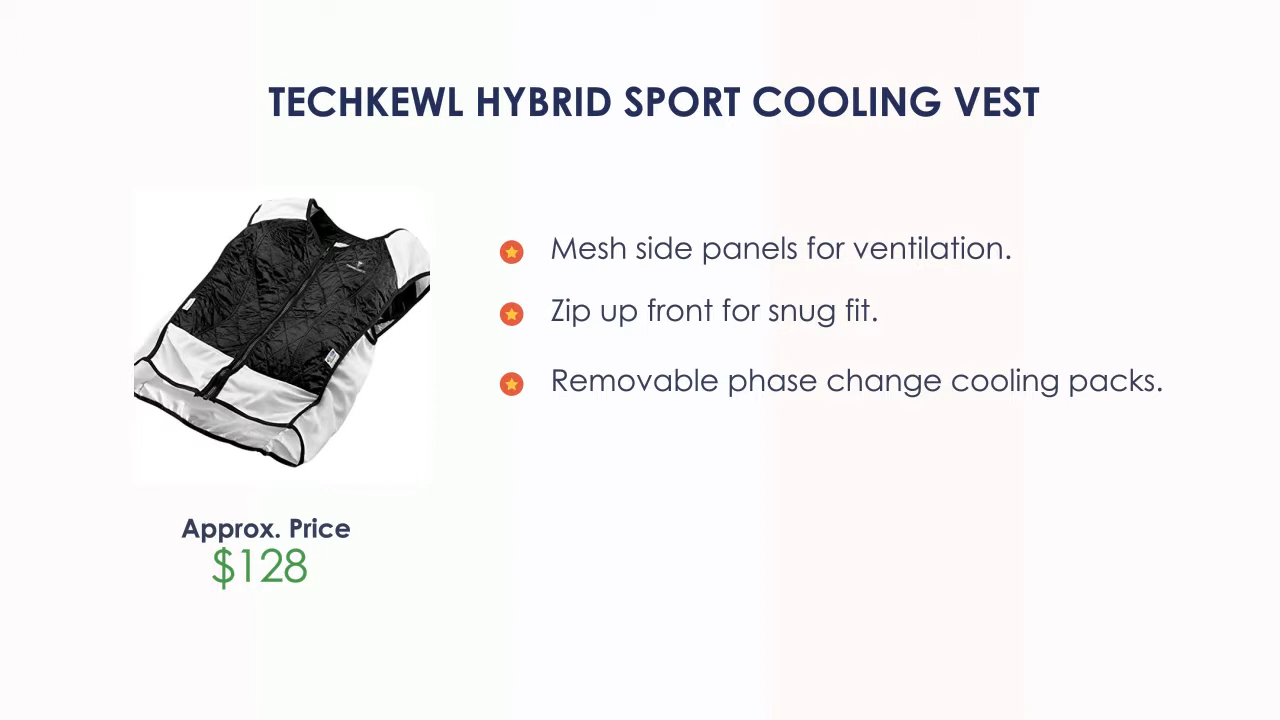 TECHKEWL HYBRID SPORT COOLING VEST
Mesh side panels for ventilation.
Zip up front for snug fit.
Removable phase change cooling packs.
Approx. Price
$128